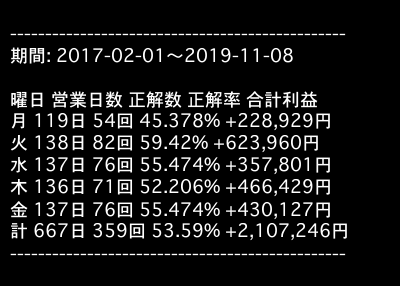 ------------------------------------------------
期間: 2017-02-01〜2019-11-08
曜日 営業日数 正解数 正解率 合計利益
月 119日 54回 45.378% +228,929円
火 138日 82回 59.42% +623,960円
水 137日 76回 55.474% +357,801円
木 136日 71回 52.206% +466,429円
金 137日 76回 55.474% +430,127円
計 667日 359回 53.59% +2,107,246円
------------------------------------------------